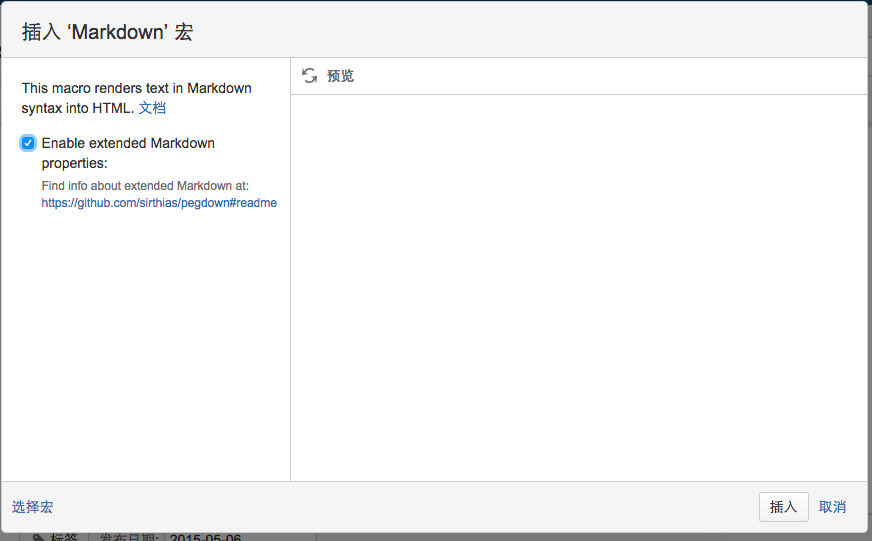 插入 ‘Markdown’ 宏
This macro renders text in Markdown
syntax into HTML. 文档
Enable extended Markdown
properties:
Find info about extended Markdown at:
https://github.com/sirthias/pegdown#readme
预览
选择宏
插入 取消
标签 发布日期: 2015-05-06